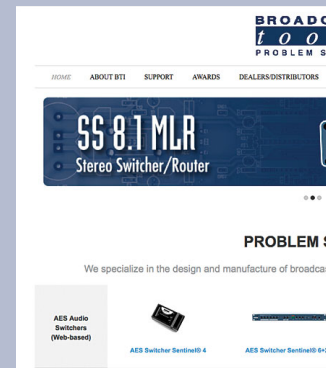 BROADC
too
PROBLEM S
HOME ABOUT BTI SUPPORT AWARDS DEALERS/DISTRIBUTORS
SS 8.1 MLR
Stereo Switcher/Router
PROBLEM S
We specialize in the design and manufacture of broadcas
AES Audio
Switchers
(Web-based)
AES Switcher Sentinel® 4 AES Switcher Sentinel® 6+